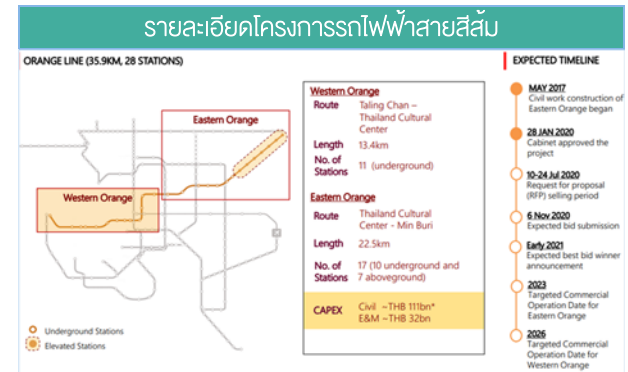 รายละเอียดโครงการรถไฟฟ้าสายสีส้ม
ORANGE LINE (35.9KM, 28 STATIONS)
Eastern Orange
Western Orange
Underground Stations
Elevated Stations
Western Orange
Route Taling Chan –
Thailand Cultural
Center
Length 13.4km
No. of
Stations 11 (underground)
Eastern Orange
Route Thailand Cultural
Center - Min Buri
Length 22.5km
No. of 17 (10 underground and
Stations 7 aboveground)
CAPEX Civil ~THB 111bn*
E&M ~THB 32bn
EXPECTED TIMELINE
MAY 2017
Civil work construction of
Eastern Orange began
28 JAN 2020
Cabinet approved the
project
10-24 Jul 2020
Request for proposal
(RFP) selling period
6 Nov 2020
Expected bid submission
Early 2021
Expected best bid winner
announcement
2023
Targeted Commercial
Operation Date for
Eastern Orange
2026
Targeted Commercial
Operation Date for
Western Orange